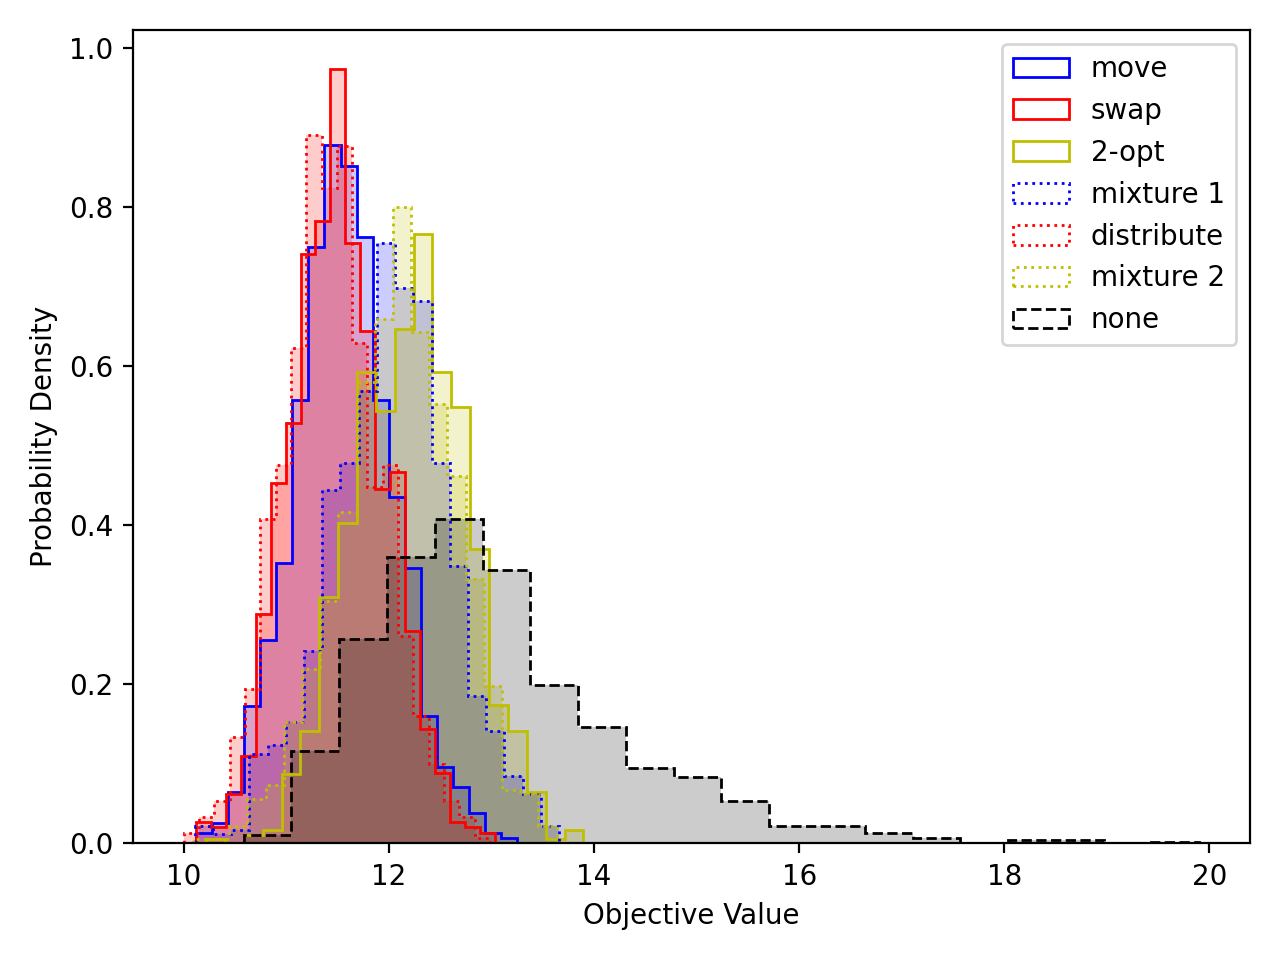 1.0
0.8
0.6
0.4
0.2
0.0
Probability Density
10
12
14
16
18
20
Objective Value
move
swap
2-opt
mixture 1
distribute
mixture 2
none